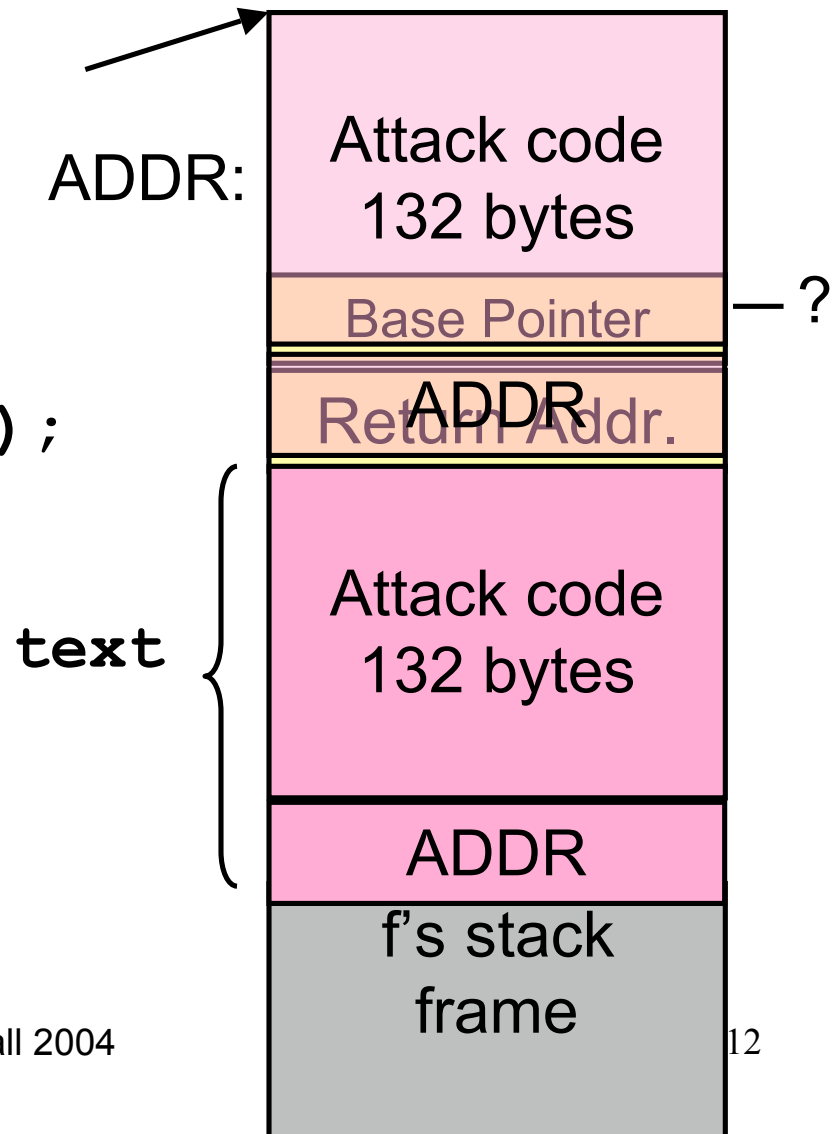 Attack code
132 bytes
ADDR:
Base Pointer
— ?
ADDR
Return Addr.
);
Attack code
132 bytes
text
ADDR
f's stack
frame
all 2004
12